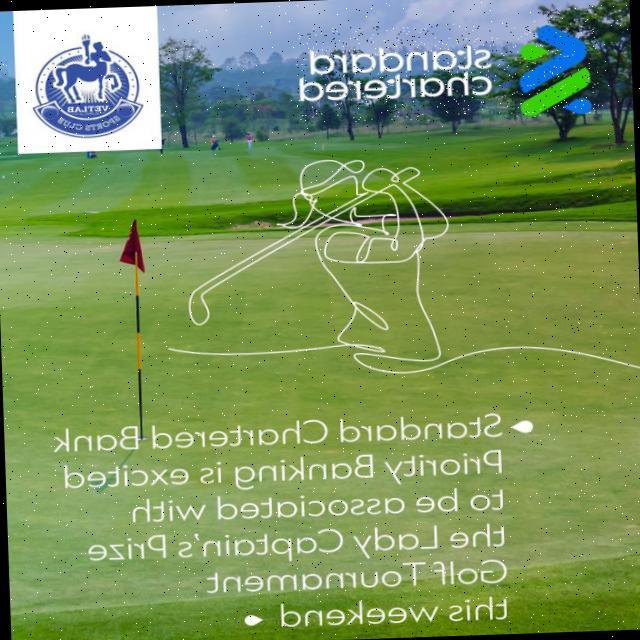 standard
chartered
VETLAB
SPORTS CLUB
Standard Chartered Bank
Priority Banking is excited
to be associated with
the Lady Captain's Prize
Golf Tournament
this weekend